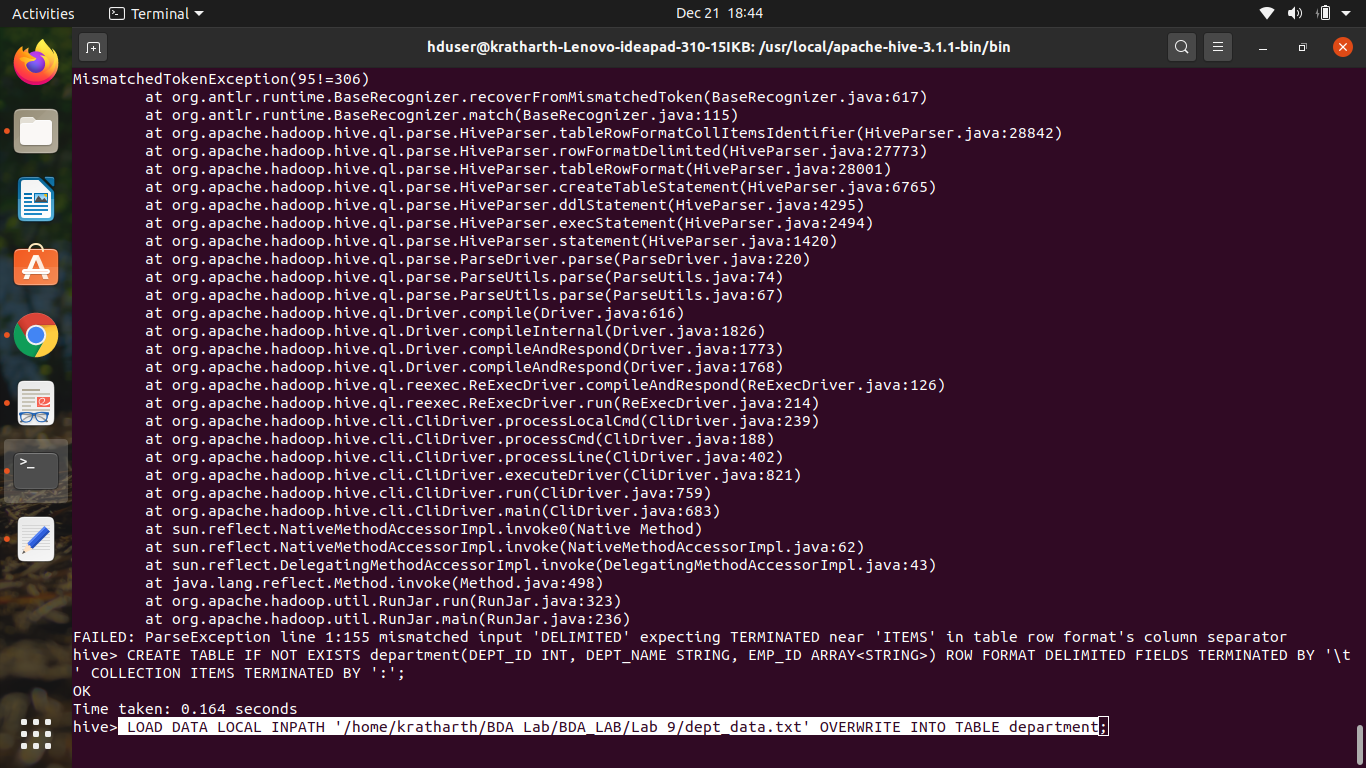 Activities
Terminal
Dec 21 18:44
hduser@kratharth-Lenovo-ideapad-310-15IKB: /usr/local/apache-hive-3.1.1-bin/bin
MismatchedTokenException(95!=306)
at org.antlr.runtime.BaseRecognizer.recoverFromMismatchedToken(BaseRecognizer.java:617)
at org.antlr.runtime.BaseRecognizer.match(BaseRecognizer.java:115)
at org.apache.hadoop.hive.ql.parse.HiveParser.tableRowFormatCollItemsIdentifier(HiveParser.java:28842)
at org.apache.hadoop.hive.ql.parse.HiveParser.rowFormatDelimited(HiveParser.java:27773)
at org.apache.hadoop.hive.ql.parse.HiveParser.tableRowFormat(HiveParser.java:28001)
at org.apache.hadoop.hive.ql.parse.HiveParser.createTableStatement(HiveParser.java:6765)
at org.apache.hadoop.hive.ql.parse.HiveParser.ddlStatement(HiveParser.java:4295)
at org.apache.hadoop.hive.ql.parse.HiveParser.execStatement(HiveParser.java:2494)
at org.apache.hadoop.hive.ql.parse.HiveParser.statement(HiveParser.java:1420)
at org.apache.hadoop.hive.ql.parse.ParseDriver.parse(ParseDriver.java:220)
at org.apache.hadoop.hive.ql.parse.ParseUtils.parse(ParseUtils.java:74)
at org.apache.hadoop.hive.ql.parse.ParseUtils.parse(ParseUtils.java:67)
at org.apache.hadoop.hive.ql.Driver.compile(Driver.java:616)
at org.apache.hadoop.hive.ql.Driver.compileInternal(Driver.java:1826)
at org.apache.hadoop.hive.ql.Driver.compileAndRespond(Driver.java:1773)
at org.apache.hadoop.hive.ql.Driver.compileAndRespond(Driver.java:1768)
at org.apache.hadoop.hive.ql.reexec.ReExecDriver.compileAndRespond(ReExecDriver.java:126)
at org.apache.hadoop.hive.ql.reexec.ReExecDriver.run(ReExecDriver.java:214)
at org.apache.hadoop.hive.cli.CliDriver.processLocalCmd(CliDriver.java:239)
at org.apache.hadoop.hive.cli.CliDriver.processCmd(CliDriver.java:188)
at org.apache.hadoop.hive.cli.CliDriver.processLine(CliDriver.java:402)
at org.apache.hadoop.hive.cli.CliDriver.executeDriver(CliDriver.java:821)
at org.apache.hadoop.hive.cli.CliDriver.run(CliDriver.java:759)
at org.apache.hadoop.hive.cli.CliDriver.main(CliDriver.java:683)
at sun.reflect.NativeMethodAccessorImpl.invoke0(Native Method)
at sun.reflect.NativeMethodAccessorImpl.invoke(NativeMethodAccessorImpl.java:62)
at sun.reflect.DelegatingMethodAccessorImpl.invoke(DelegatingMethodAccessorImpl.java:43)
at java.lang.reflect.Method.invoke(Method.java:498)
at org.apache.hadoop.util.RunJar.run(RunJar.java:323)
at org.apache.hadoop.util.RunJar.main(RunJar.java:236)
FAILED: ParseException line 1:155 mismatched input 'DELIMITED' expecting TERMINATED near 'ITEMS' in table row format's column separator
hive> CREATE TABLE IF NOT EXISTS department(DEPT_ID INT, DEPT_NAME STRING, EMP_ID ARRAY<STRING>) ROW FORMAT DELIMITED FIELDS TERMINATED BY '\t
' COLLECTION ITEMS TERMINATED BY ':';
OK
Time taken: 0.164 seconds
hive> LOAD DATA LOCAL INPATH '/home/kratharth/BDA Lab/BDA_LAB/Lab 9/dept_data.txt' OVERWRITE INTO TABLE department;